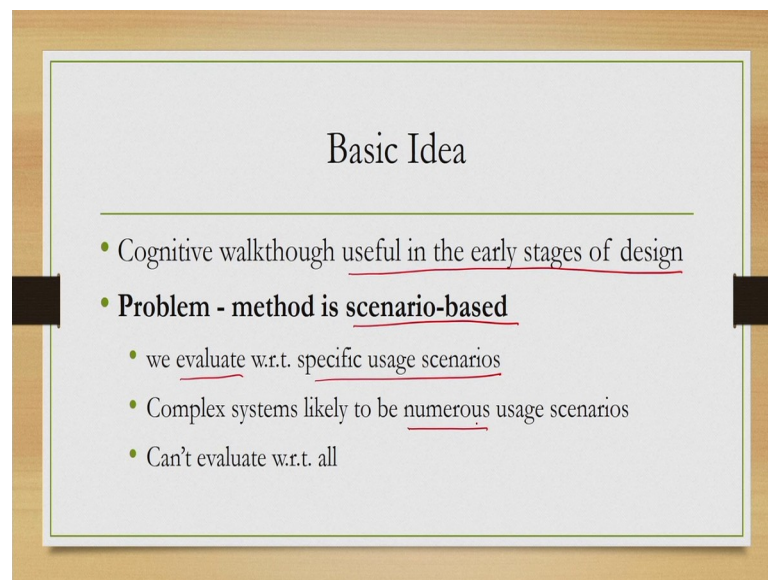 Basic Idea
• Cognitive walkthough useful in the early stages of design
• Problem - method is scenario-based
• we evaluate w.r.t. specific usage scenarios
• Complex systems likely to be numerous usage scenarios
• Can't evaluate w.r.t. all